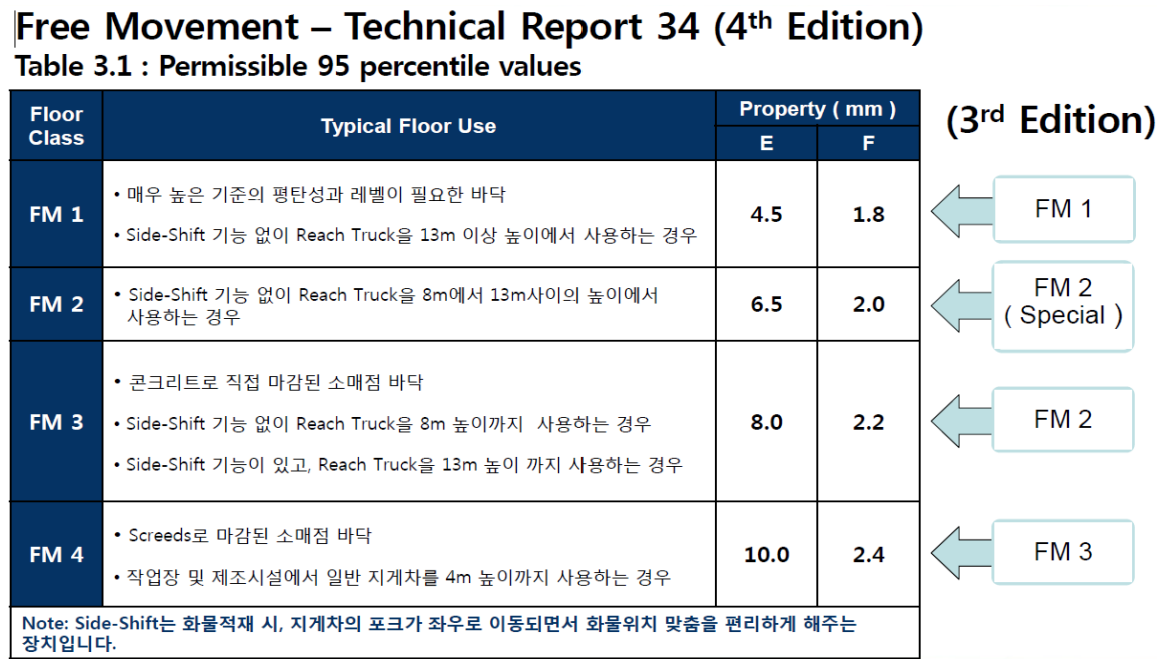 Free Movement – Technical Report 34 (4th Edition)
Table 3.1 : Permissible 95 percentile values
(3rd Edition)
Floor Class
Typical Floor Use
Property ( mm )
E
F
FM 1
• 매우 높은 기준의 평탄성과 레벨이 필요한 바닥
• Side-Shift 기능 없이 Reach Truck을 13m 이상 높이에서 사용하는 경우
4.5
1.8
FM 1
FM 2
• Side-Shift 기능 없이 Reach Truck을 8m에서 13m사이의 높이에서
사용하는 경우
6.5
2.0
FM 2
( Special )
FM 3
• 콘크리트로 직접 마감된 소매점 바닥
• Side-Shift 기능 없이 Reach Truck을 8m 높이까지 사용하는 경우
• Side-Shift 기능이 있고, Reach Truck을 13m 높이 까지 사용하는 경우
8.0
2.2
FM 2
FM 4
• Screeds로 마감된 소매점 바닥
• 작업장 및 제조시설에서 일반 지게차를 4m 높이까지 사용하는 경우
10.0
2.4
FM 3
Note: Side-Shift는 화물적재 시, 지게차의 포크가 좌우로 이동되면서 화물위치 맞춤을 편리하게 해주는
장치입니다.